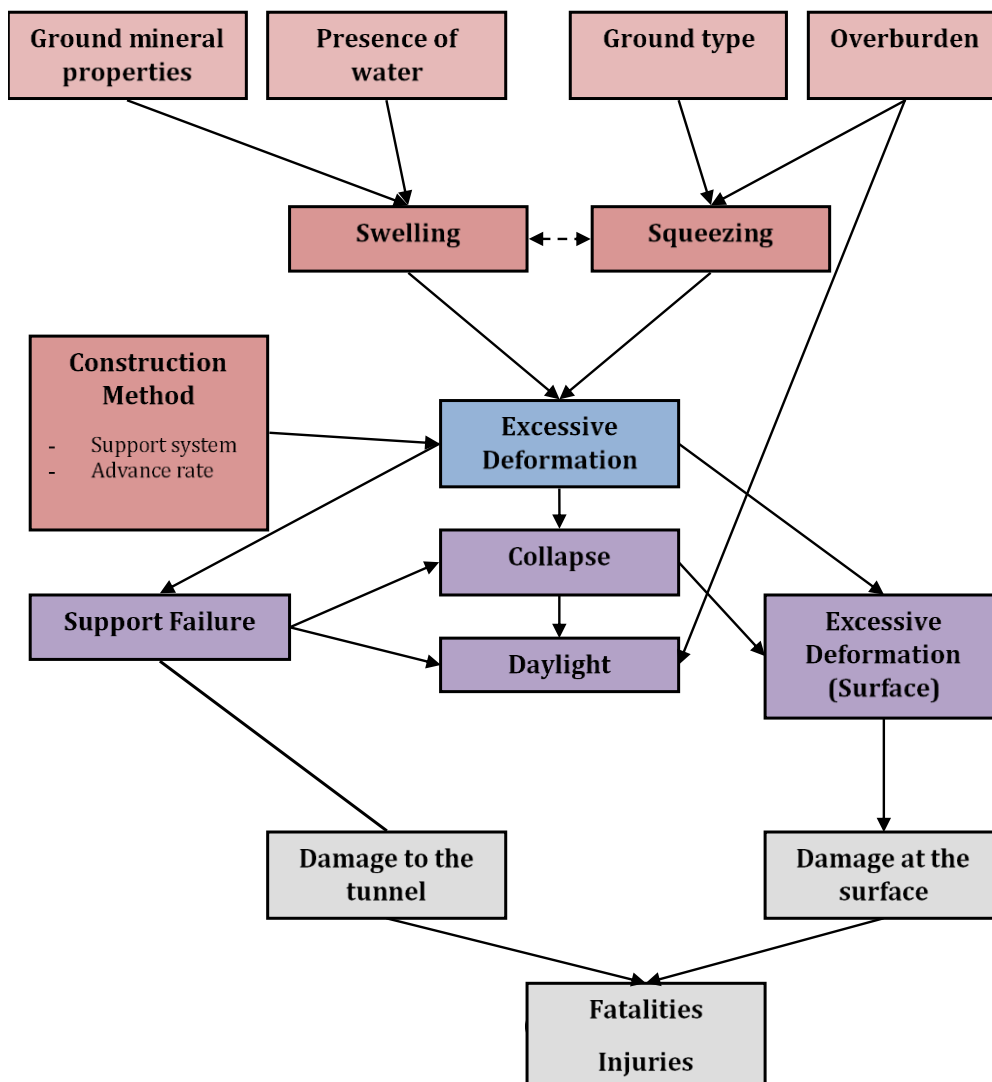 Ground mineral
properties
Presence of
water
Ground type
Overburden
Swelling
Squeezing
Construction
Method
- Support system
- Advance rate
Excessive
Deformation
Collapse
Support Failure
Daylight
Excessive
Deformation
(Surface)
Damage to the
tunnel
Damage at the
surface
Fatalities
Injuries